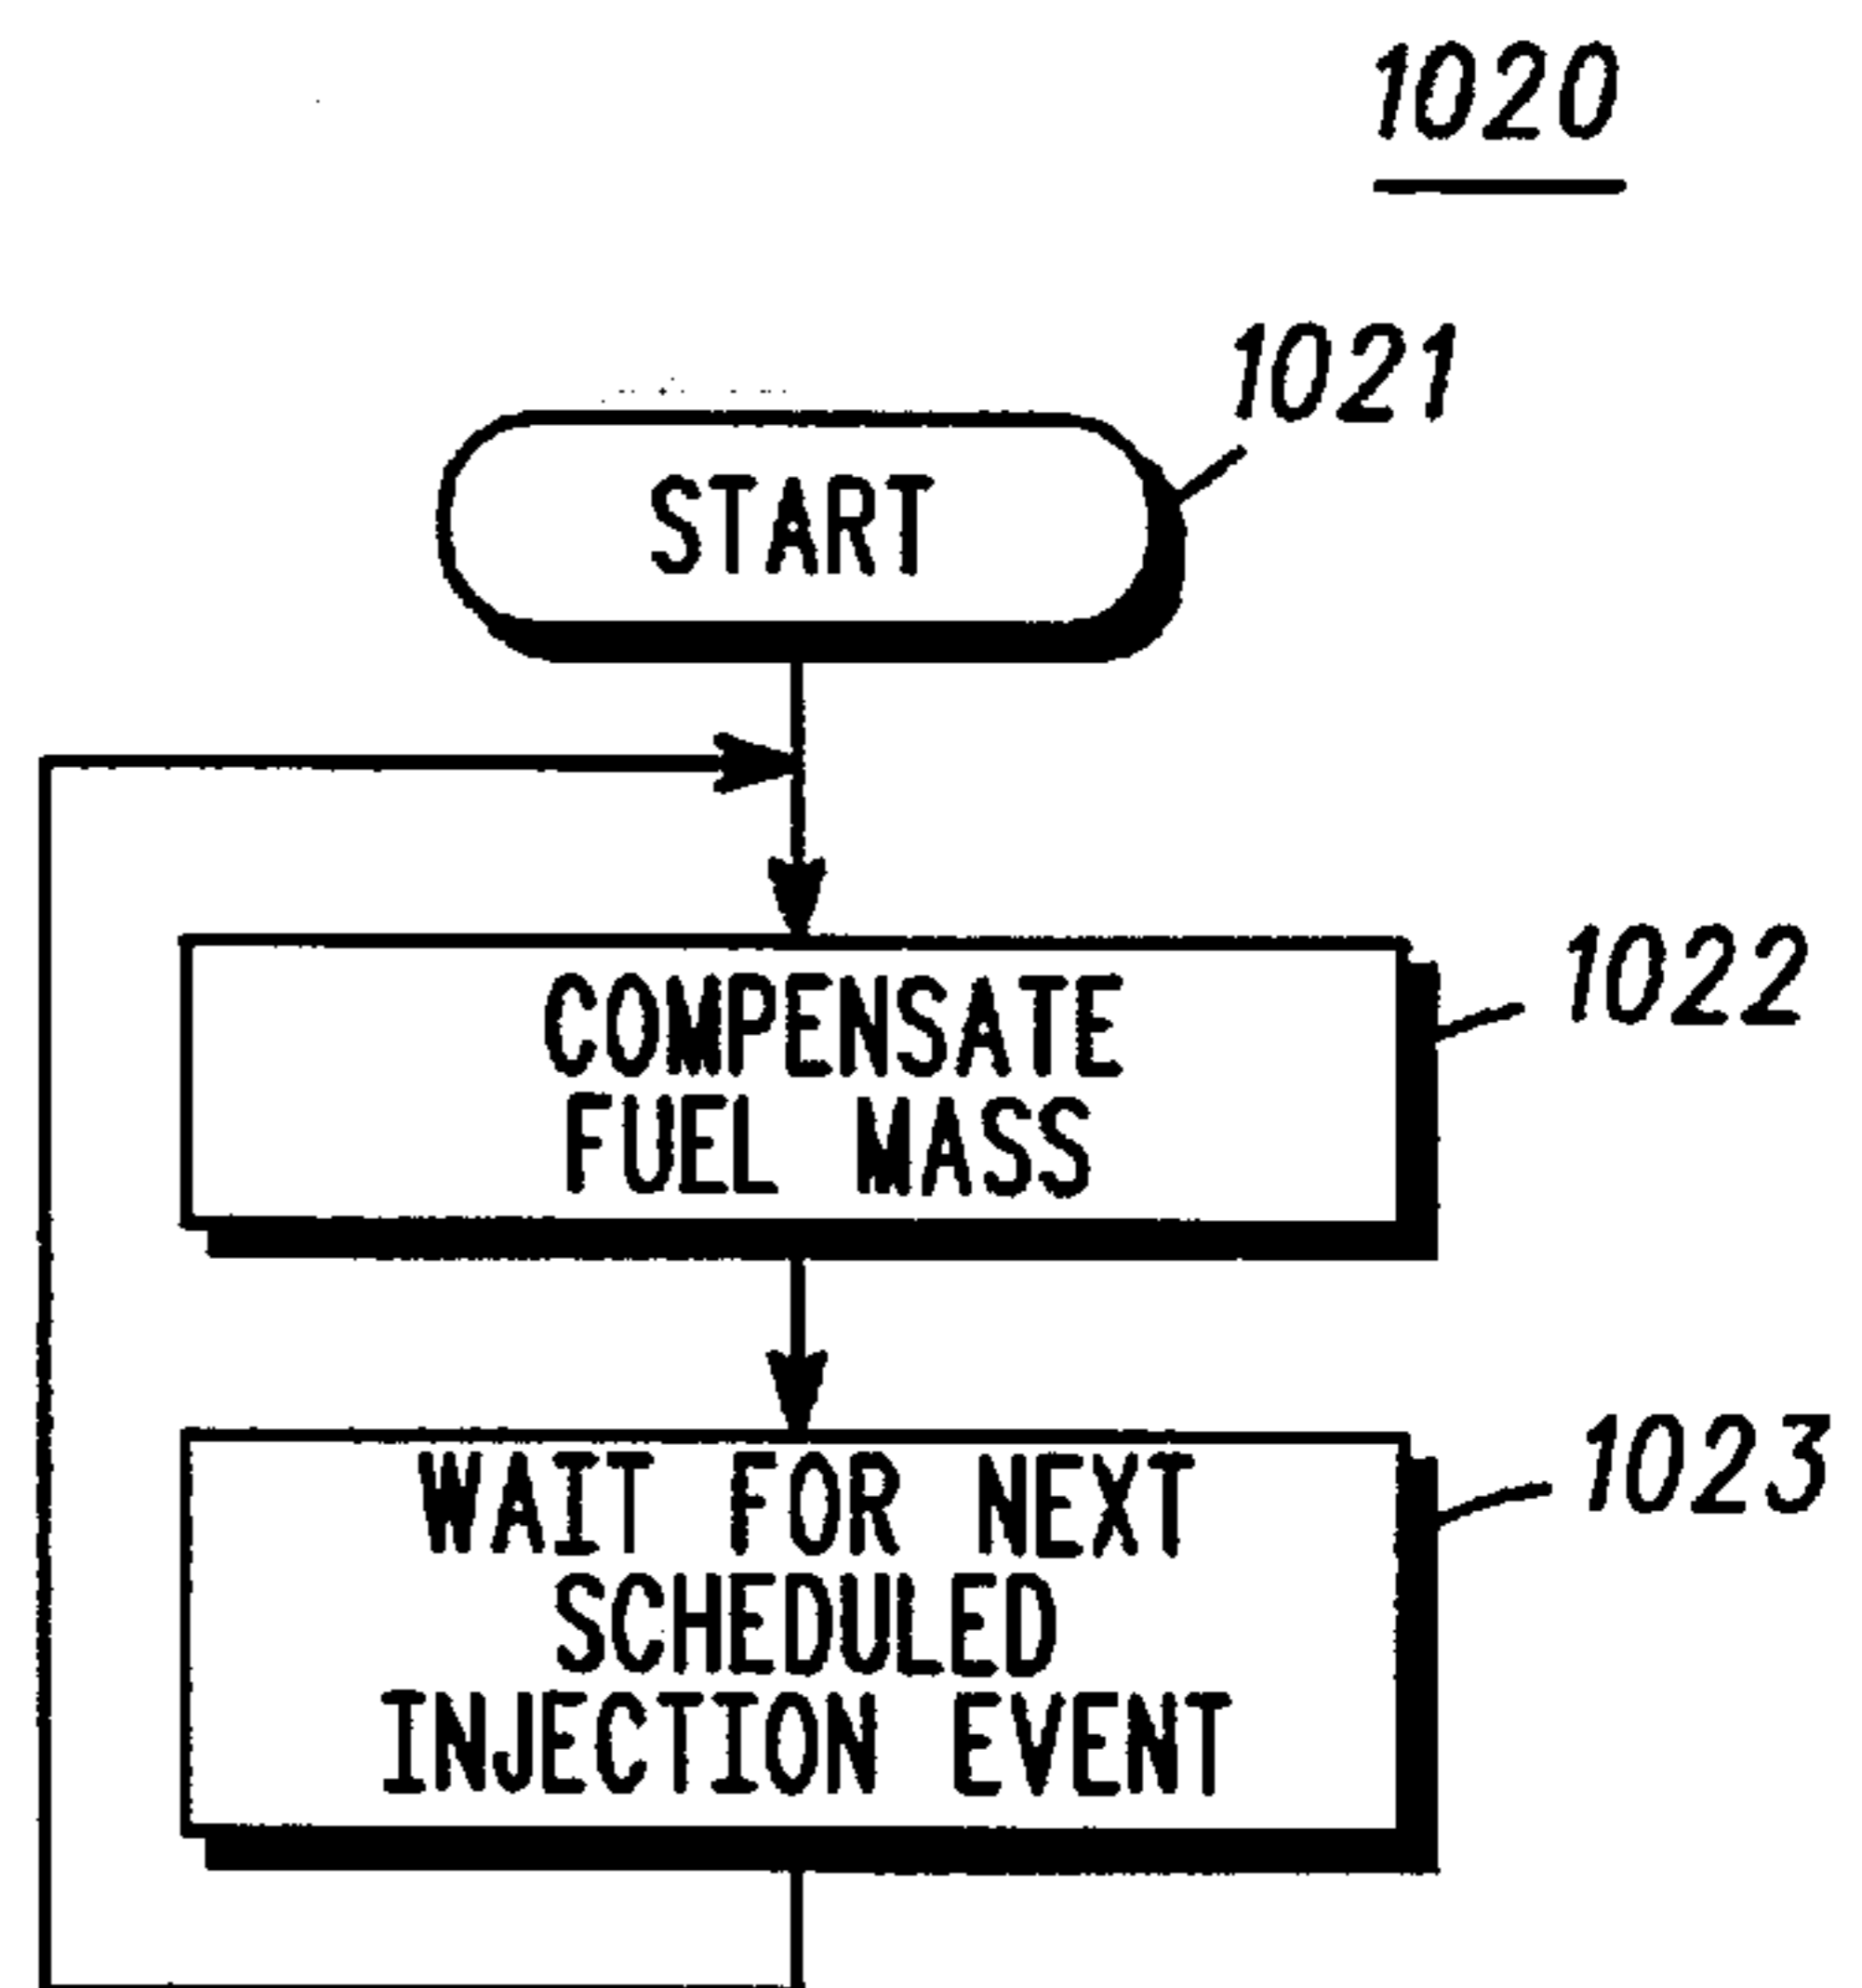 1020
1021
START
1022
COMPENSATE
FUEL MASS
1023
WAIT FOR NEXT
SCHEDULED
INJECTION EVENT